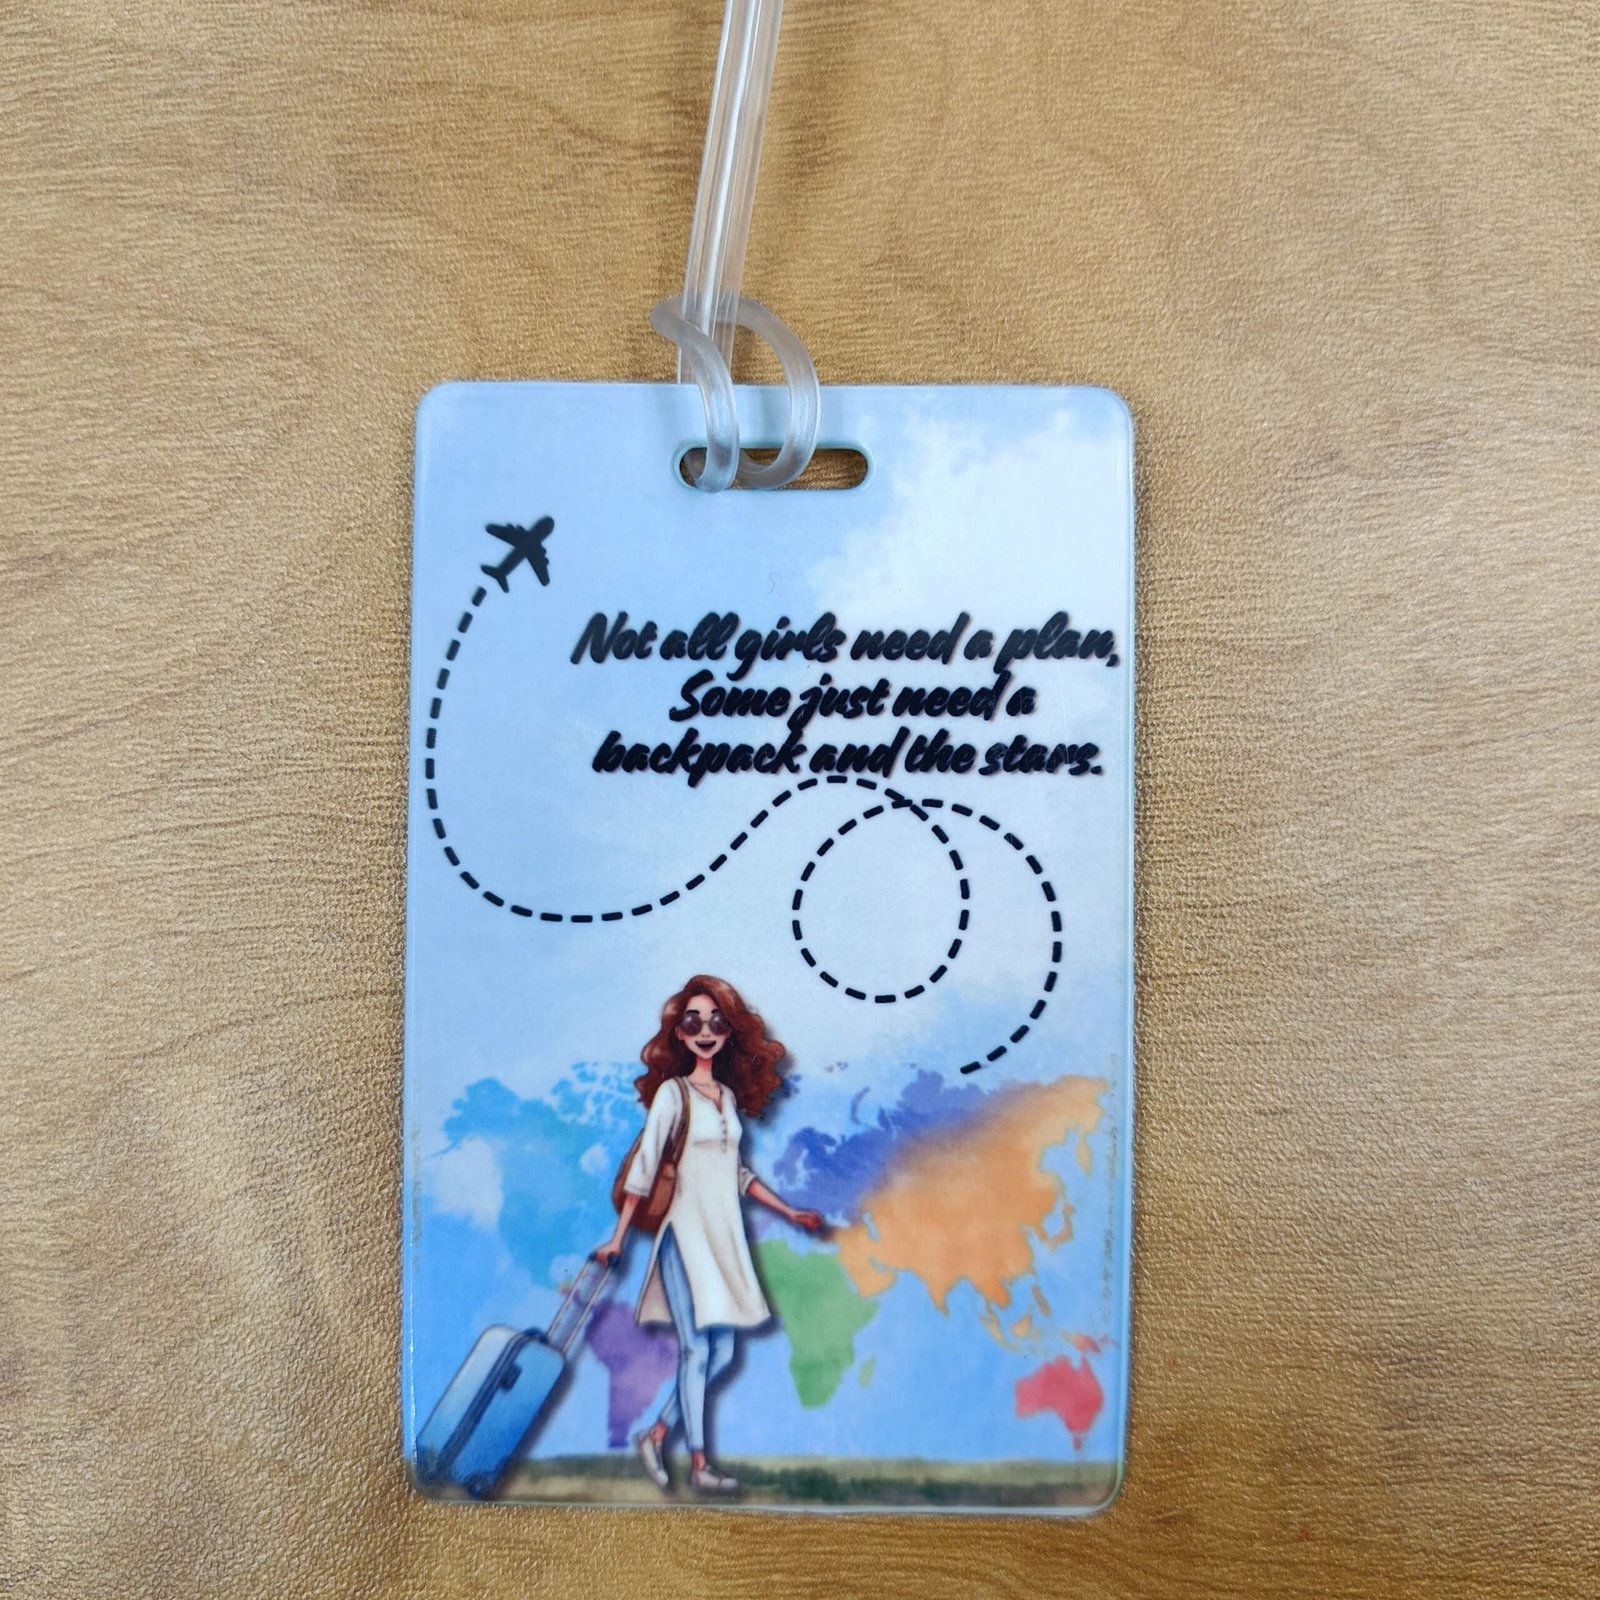 Not all girls need a plan,
Some just need a
backpack and the stars.